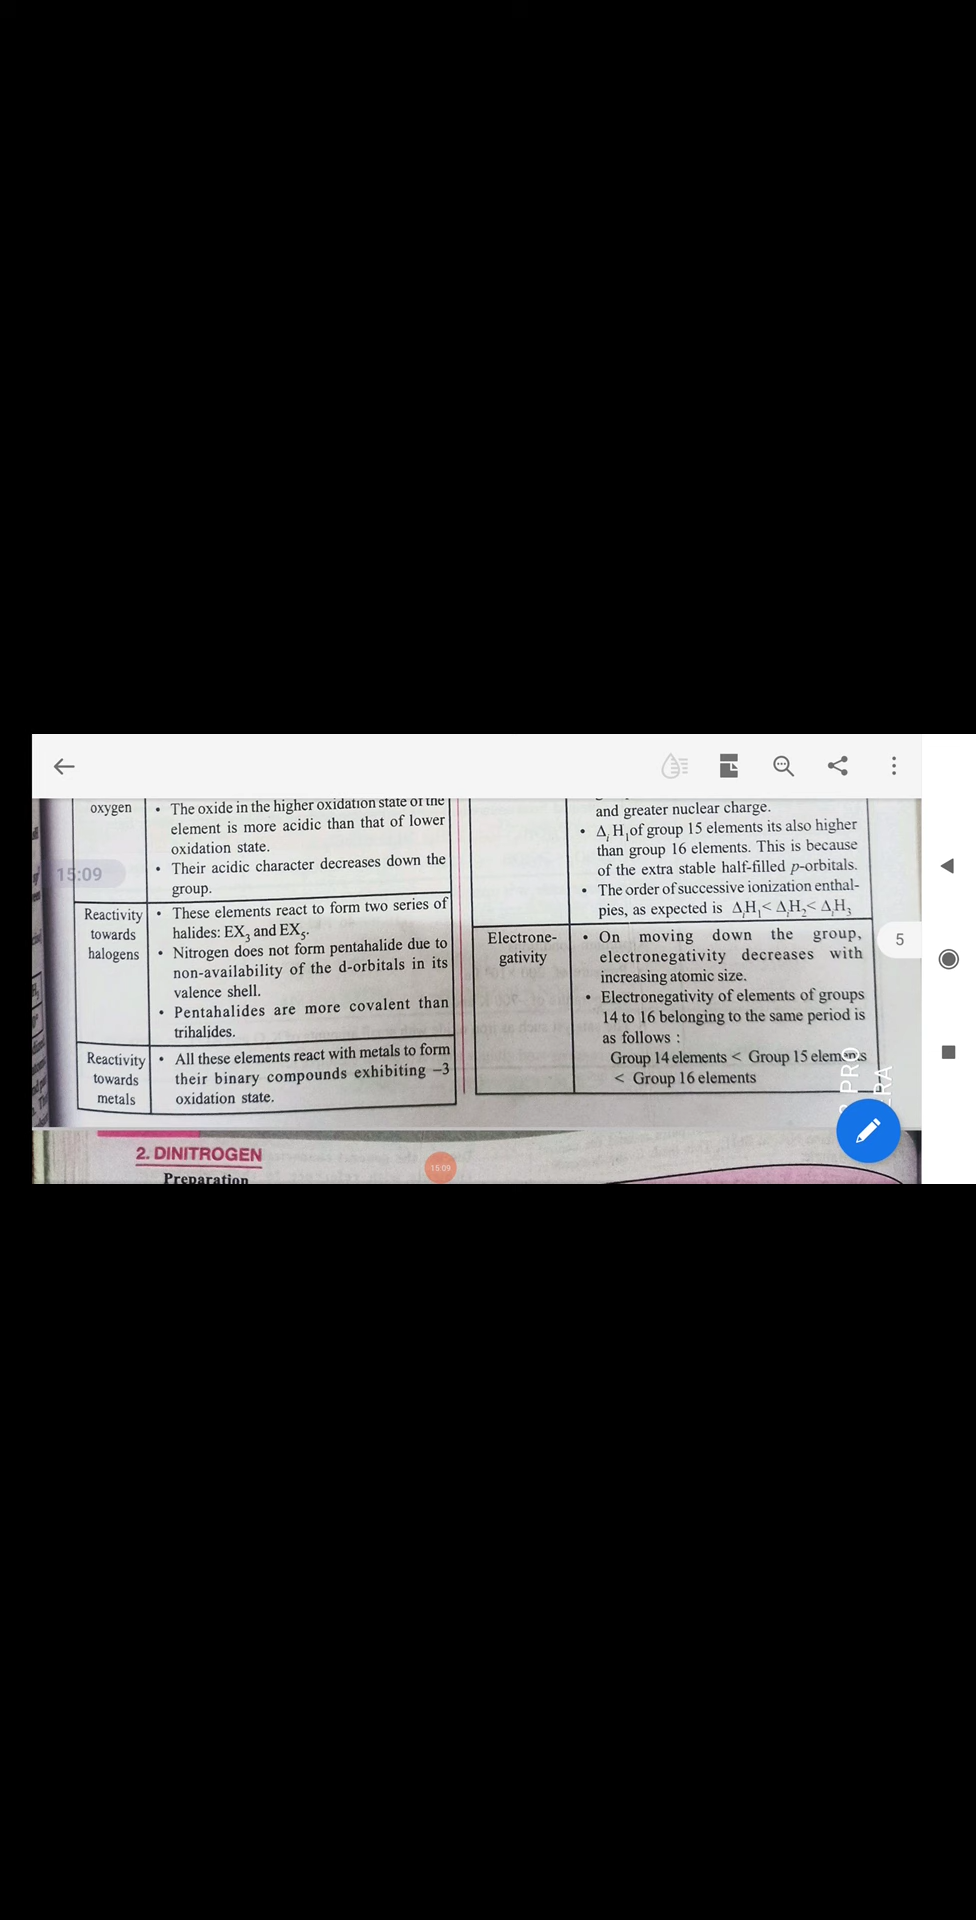 oxygen
• The oxide in the higher oxidation state of the
element is more acidic than that of lower
oxidation state.
• Their acidic character decreases down the
group.
Reactivity
towards
halogens
• These elements react to form two series of
halides: EX3 and EX5.
• Nitrogen does not form pentahalide due to
non-availability of the d-orbitals in its
valence shell.
• Pentahalides are more covalent than
trihalides.
Reactivity
towards
metals
• All these elements react with metals to form
their binary compounds exhibiting –3
oxidation state.
and greater nuclear charge.
• ΔiH1of group 15 elements its also higher
than group 16 elements. This is because
of the extra stable half-filled p-orbitals.
• The order of successive ionization enthal-
pies, as expected is ΔiH1< ΔiH2< ΔiH3
Electrone-
gativity
• On moving down the group,
electronegativity decreases with
increasing atomic size.
• Electronegativity of elements of groups
14 to 16 belonging to the same period is
as follows :
Group 14 elements < Group 15 elements
< Group 16 elements
15:09
5
PRO
2. DINITROGEN
Preparation
15:09